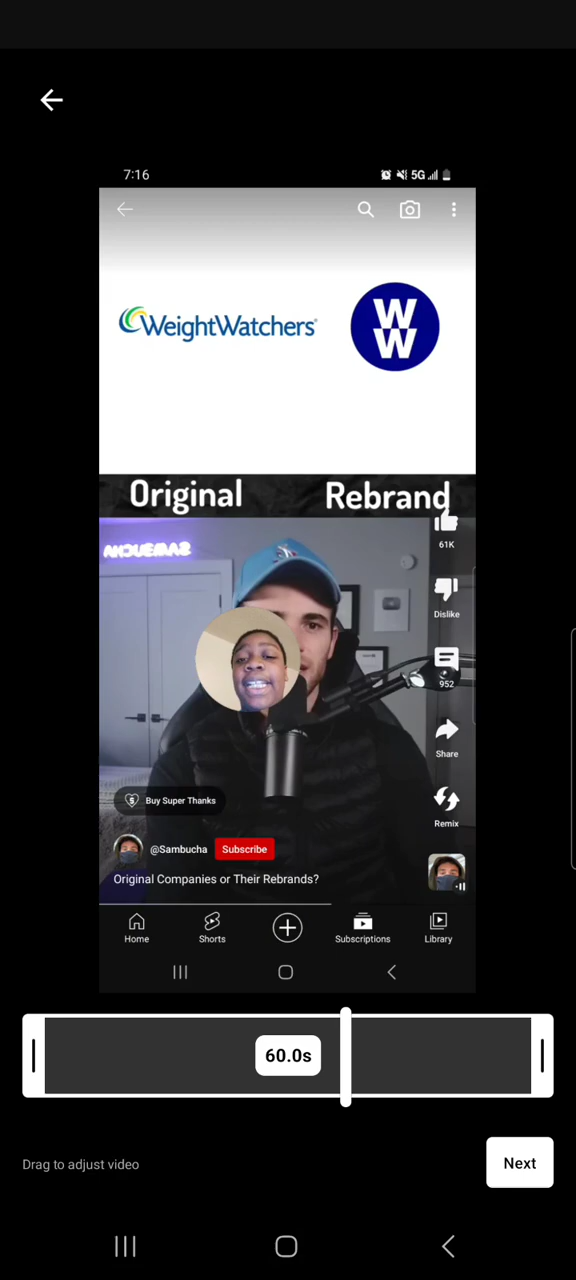 7:16
5G
WeightWatchers
W
W
Original Rebrand
61K
Dislike
952
Share
Buy Super Thanks
Remix
@Sambucha
Subscribe
Original Companies or Their Rebrands?
Home
Shorts
Subscriptions
Library
60.0s
Drag to adjust video
Next